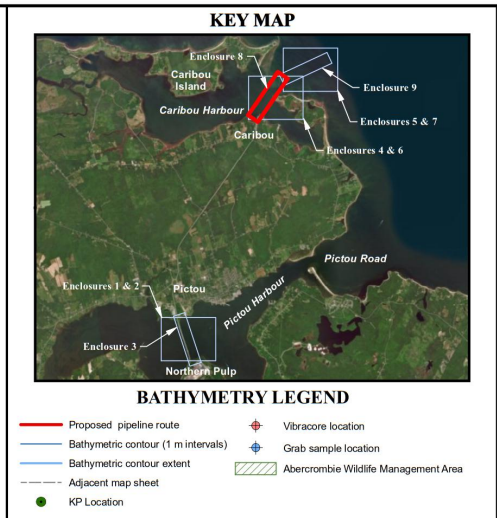 KEY MAP
Enclosure 8
Caribou
Island
Enclosure 9
Caribou Harbour
Enclosures 5 & 7
Caribou
Enclosures 4 & 6
Pictou Road
Enclosures 1 & 2
Pictou
Pictou Harbour
Enclosure 3
Northern Pulp
BATHYMETRY LEGEND
Proposed pipeline route
Bathymetric contour (1 m intervals)
Bathymetric contour extent
Adjacent map sheet
KP Location
Vibracore location
Grab sample location
Abercrombie Wildlife Management Area